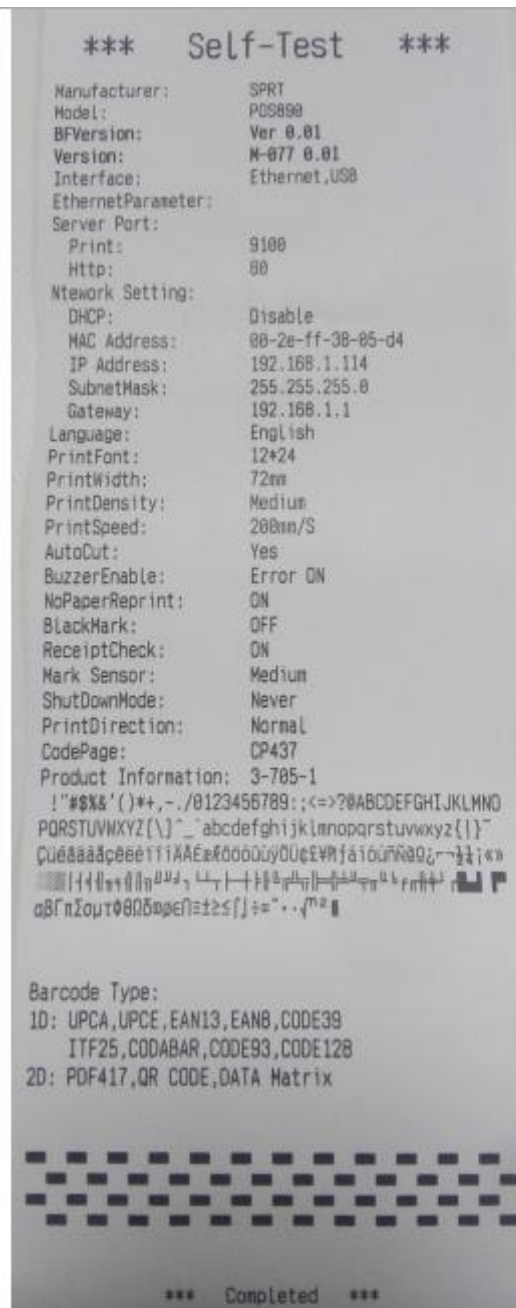 *** Self-Test ***
Manufacturer: SPRT
Model: POS890
BFVersion: Ver 0.01
Version: M-077 0.01
Interface: Ethernet,USB
EthernetParameter:
Server Port:
Print: 9100
Http: 80
Ntework Setting:
DHCP: Disable
MAC Address: 00-2e-ff-38-05-d4
IP Address: 192.168.1.114
SubnetMask: 255.255.255.0
Gateway: 192.168.1.1
Language: English
PrintFont: 12*24
PrintWidth: 72mm
PrintDensity: Medium
PrintSpeed: 200mm/S
AutoCut: Yes
BuzzerEnable: Error ON
NoPaperReprint: ON
BlackMark: OFF
ReceiptCheck: ON
Mark Sensor: Medium
ShutDownMode: Never
PrintDirection: Normal
CodePage: CP437
Product Information: 3-705-1
!"#$%&'()*+,-./0123456789:;<=>?@ABCDEFGHIJKLMNO
PQRSTUVWXYZ[\]^_`abcdefghijklmnopqrstuvwxyz{|}~
Barcode Type:
1D: UPCA,UPCE,EAN13,EAN8,CODE39
ITF25,CODABAR,CODE93,CODE128
2D: PDF417,QR CODE,DATA Matrix
*** Completed ***